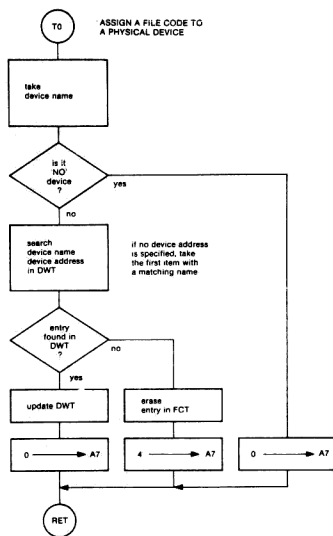 T0
ASSIGN A FILE CODE TO
A PHYSICAL DEVICE
take
device name
is it
'NO'
device
?
yes
no
search
device name
device address
in DWT
if no device address
is specified, take
the first item with
a matching name
entry
found in
DWT
?
no
yes
update DWT
erase
entry in FCT
0 → A7
4 → A7
0 → A7
RET